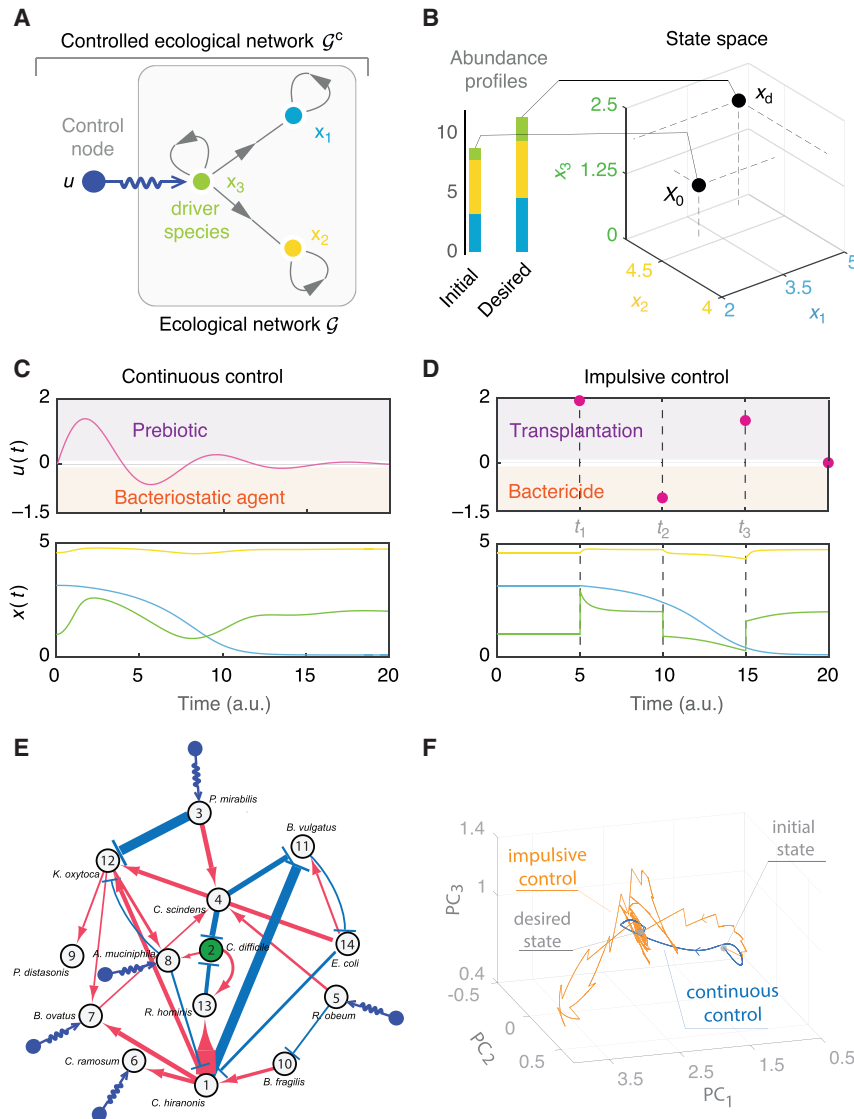 A
Controlled ecological network 𝒢ᶜ
Control
node
u
x₁
x₃
driver
species
x₂
Ecological network 𝒢
B
State space
Abundance
profiles
10
5
0
Initial
Desired
2.5
1.25
0
x₃
x_d
X₀
4.5
4
x₂
2
3.5
5
x₁
C
Continuous control
2
0
−1.5
u(t)
Prebiotic
Bacteriostatic agent
5
0
x(t)
0
5
10
15
20
Time (a.u.)
D
Impulsive control
2
0
−1.5
Transplantation
Bactericide
t₁
t₂
t₃
5
0
0
5
10
15
20
Time (a.u.)
E
P. mirabilis
3
B. vulgatus
11
12
K. oxytoca
4
C. scindens
2
C. difficile
14
E. coli
9
P. distasonis
A. muciniphila
8
R. hominis
13
5
R. obeum
B. ovatus
7
C. ramosum
6
1
C. hiranonis
10
B. fragilis
F
1.4
1
0.4
PC₃
impulsive
control
initial
state
desired
state
continuous
control
-0.5
0
0.5
PC₂
3.5
2.5
1.5
0.5
PC₁